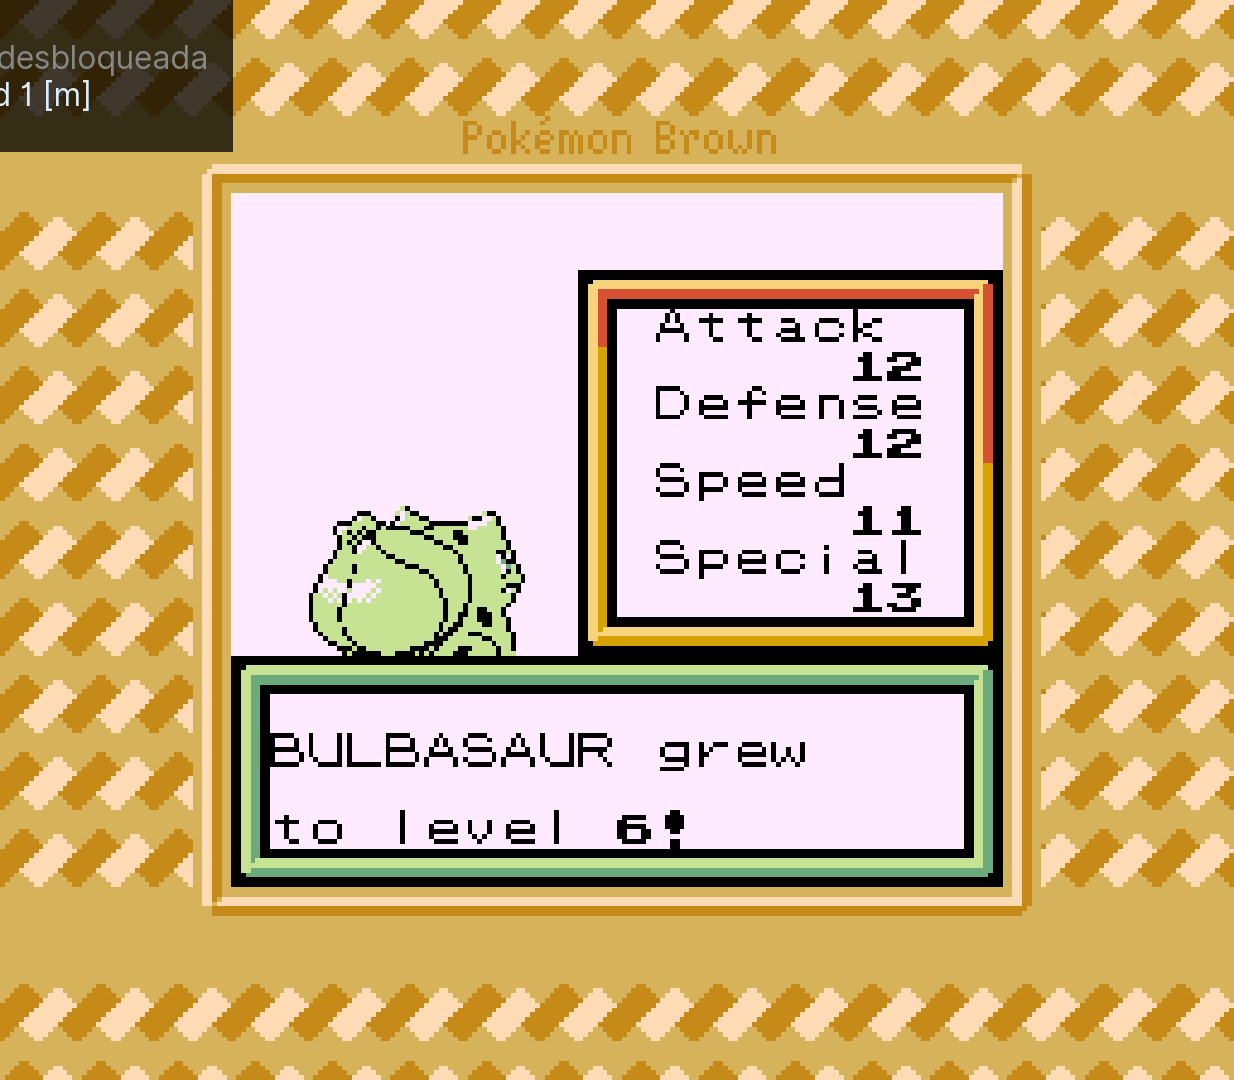 desbloqueada
d 1 [m]
Pokémon Brown
Attack
12
Defense
12
Speed
11
Special
13
BULBASAUR grew
to level 6!